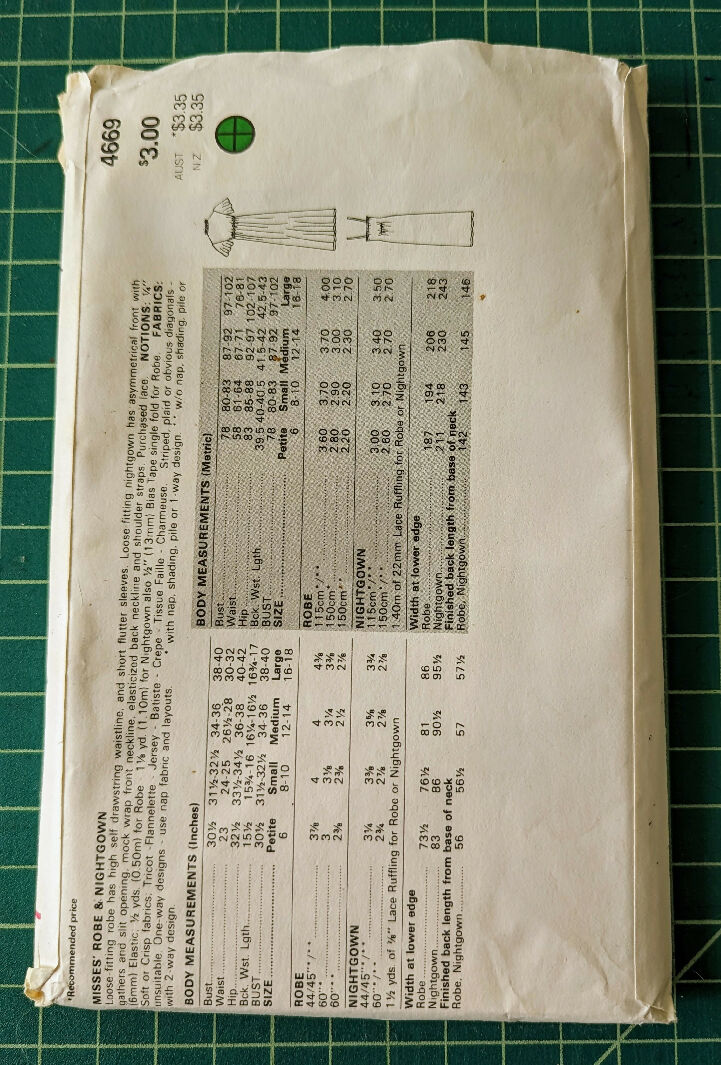 *Recommended price
4669
$3.00
AUST *$3.35
N.Z $3.35
MISSES' ROBE & NIGHTGOWN
Loose fitting robe has high self drawstring waistline, and short flutter sleeves. Loose fitting nightgown has asymmetrical front with
gathers and slit opening, mock wrap front neckline, elasticized back neckline and shoulder straps. Purchased lace. NOTIONS: ¼"
(6mm) Elastic, ½ yds. (0.50m) for Robe. 1⅛ yd. (1.10m) for Nightgown also ½" (13mm) Bias Tape single fold for Robe. FABRICS:
Soft or Crisp fabrics; Tricot - Flannelette - Jersey - Batiste - Crepe - Tissue Faille - Charmeuse. Striped, plaid or obvious diagonals -
unsuitable. One-way designs - use nap fabric and layouts. * with nap, shading, pile or 1-way design. ** w/o nap, shading, pile or
with 2-way design.
BODY MEASUREMENTS (Inches)
Bust 30½ 31½-32½ 34-36 38-40
Waist 23 24-25 26½-28 30-32
Hip 32½ 33½-34½ 36-38 40-42
Bck. Wst. Lgth. 15½ 15¾-16 16¼-16½ 16¾-17
BUST 30½ 31½-32½ 34-36 38-40
SIZE Petite Small Medium Large
6 8-10 12-14 16-18
ROBE
44/45"*/** 3⅞ 4 4 4⅜
60"* 3 3⅛ 3¼ 3⅜
60"** 2⅜ 2⅜ 2½ 2⅞
NIGHTGOWN
44/45"*/** 3¼ 3⅜ 3⅝ 3¾
60"*/** 2¾ 2⅞ 2⅞ 2⅞
1½ yds. of ⅞" Lace Ruffling for Robe or Nightgown
Width at lower edge
Robe 73½ 76½ 81 86
Nightgown 83 86 90½ 95½
Finished back length from base of neck
Robe, Nightgown 56 56½ 57 57½
BODY MEASUREMENTS (Metric)
Bust 78 80-83 87-92 97-102
Waist 58 61-64 67-71 76-81
Hip 83 85-88 92-97 102-107
Bck. Wst. Lgth 39.5 40-40.5 41.5-42 42.5-43
BUST 78 80-83 87-92 97-102
SIZE Petite Small Medium Large
6 8-10 12-14 16-18
ROBE
115cm*/** 3.60 3.70 3.70 4.00
150cm* 2.80 2.90 3.00 3.10
150cm** 2.20 2.20 2.30 2.70
NIGHTGOWN
115cm*/** 3.00 3.10 3.40 3.50
150cm*/** 2.60 2.70 2.70 2.70
1.40m of 22mm Lace Ruffling for Robe or Nightgown
Width at lower edge
Robe 187 194 206 218
Nightgown 211 218 230 243
Finished back length from base of neck
Robe, Nightgown 142 143 145 146